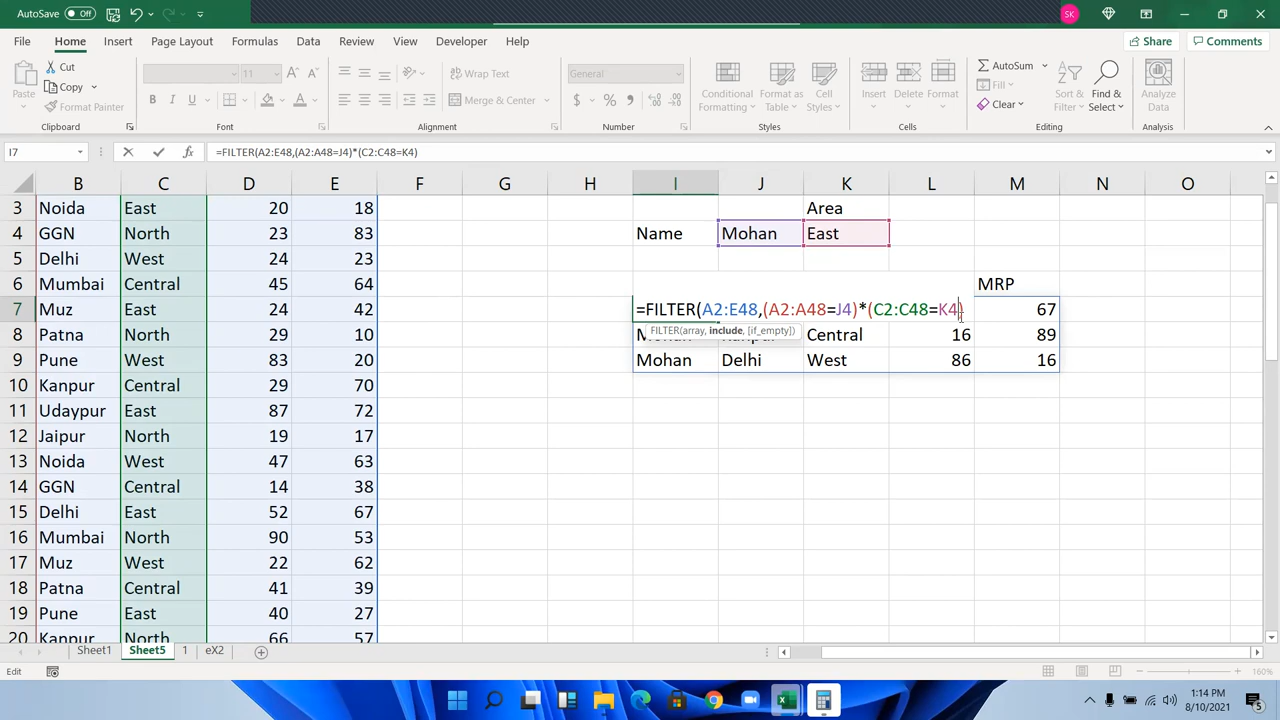 AutoSave Off SK
File Home Insert Page Layout Formulas Data Review View Developer Help Share Comments
Paste Cut Copy Format Painter
11 Wrap Text General Conditional Formatting Format as Table Cell Styles Insert Delete Format AutoSum Fill Clear Sort & Filter Find & Select Analyze Data
Merge & Center $ % ,
Clipboard Font Alignment Number Styles Cells Editing Analysis
I7 fx =FILTER(A2:E48,(A2:A48=J4)*(C2:C48=K4)
B C D E F G H I J K L M N O
3 Noida East 20 18 Area
4 GGN North 23 83 Name Mohan East
5 Delhi West 24 23
6 Mumbai Central 45 64 MRP
7 Muz East 24 42 =FILTER(A2:E48,(A2:A48=J4)*(C2:C48=K4) 67
FILTER(array, include, [if_empty])
8 Patna North 29 10 Central 16 89
9 Pune West 83 20 Mohan Delhi West 86 16
10 Kanpur Central 29 70
11 Udaypur East 87 72
12 Jaipur North 19 17
13 Noida West 47 63
14 GGN Central 14 38
15 Delhi East 52 67
16 Mumbai North 90 53
17 Muz West 22 62
18 Patna Central 41 39
19 Pune East 40 27
20 Kanpur North 66 57
Sheet1 Sheet5 1 eX2
Edit 160%
1:14 PM
8/10/2021 5